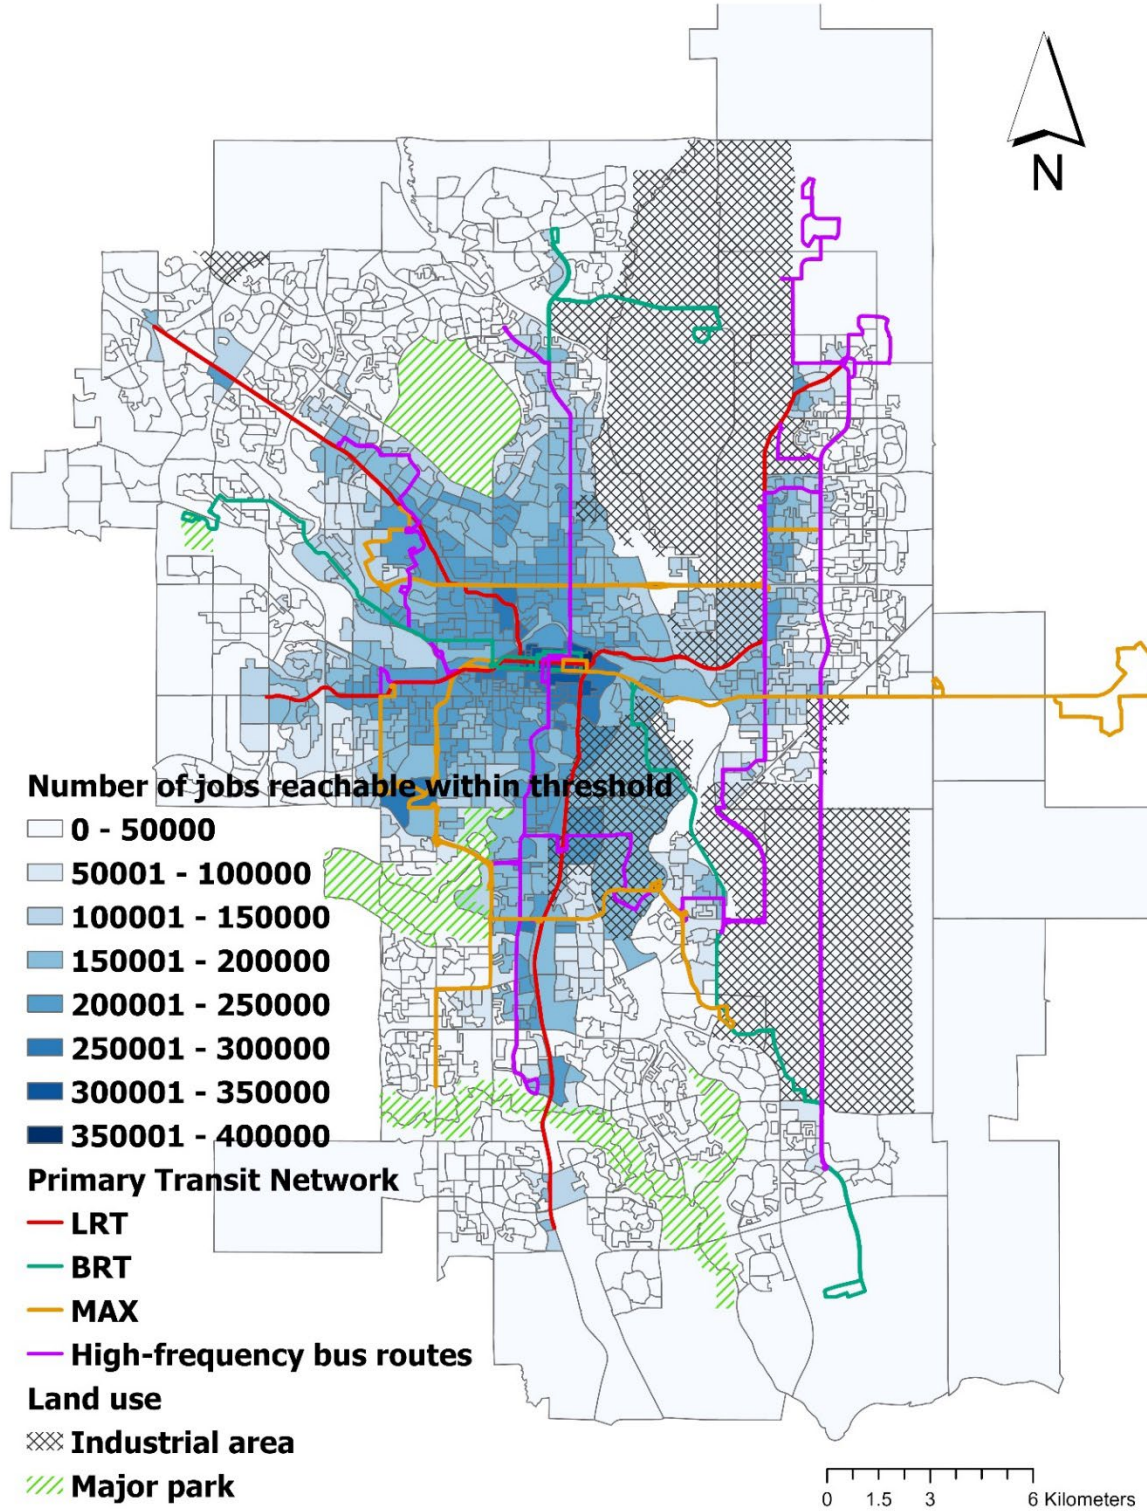 N
Number of jobs reachable within threshold
0 - 50000
50001 - 100000
100001 - 150000
150001 - 200000
200001 - 250000
250001 - 300000
300001 - 350000
350001 - 400000
Primary Transit Network
LRT
BRT
MAX
High-frequency bus routes
Land use
Industrial area
Major park
0 1.5 3 6 Kilometers